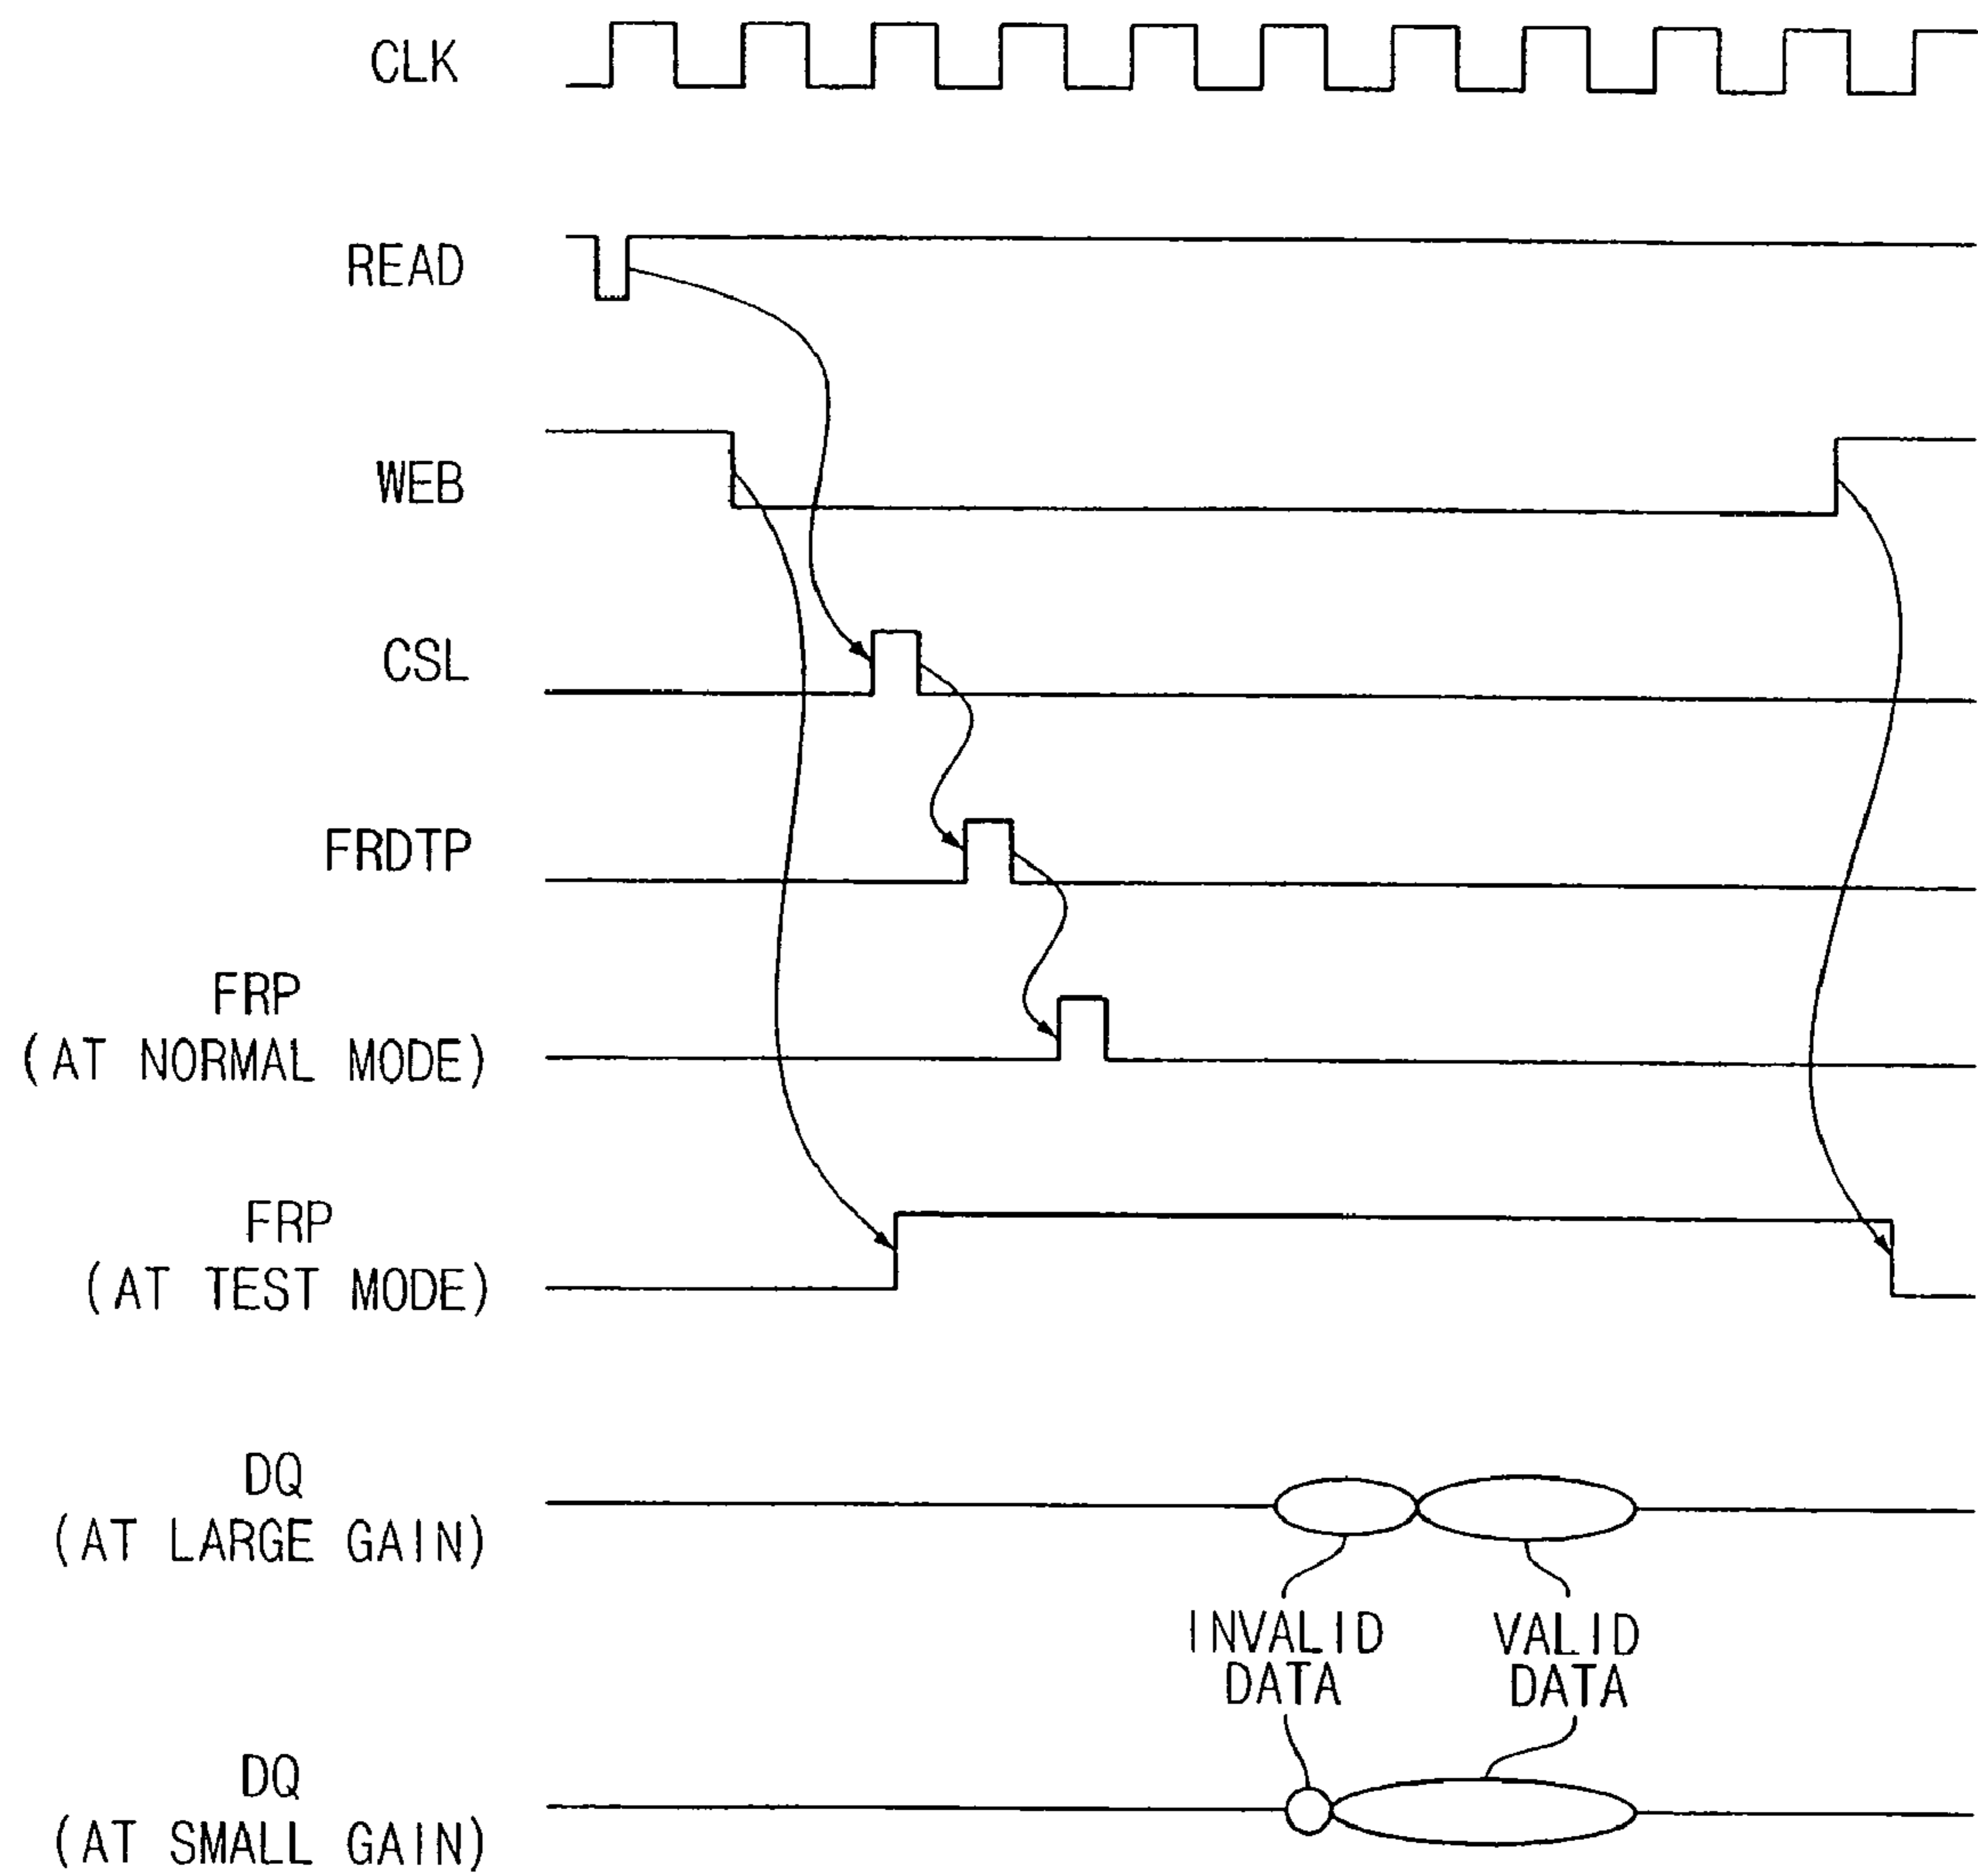 CLK
READ
WEB
CSL
FRDTP
FRP
(AT NORMAL MODE)
FRP
(AT TEST MODE)
DQ
(AT LARGE GAIN)
INVALID
DATA
VALID
DATA
DQ
(AT SMALL GAIN)